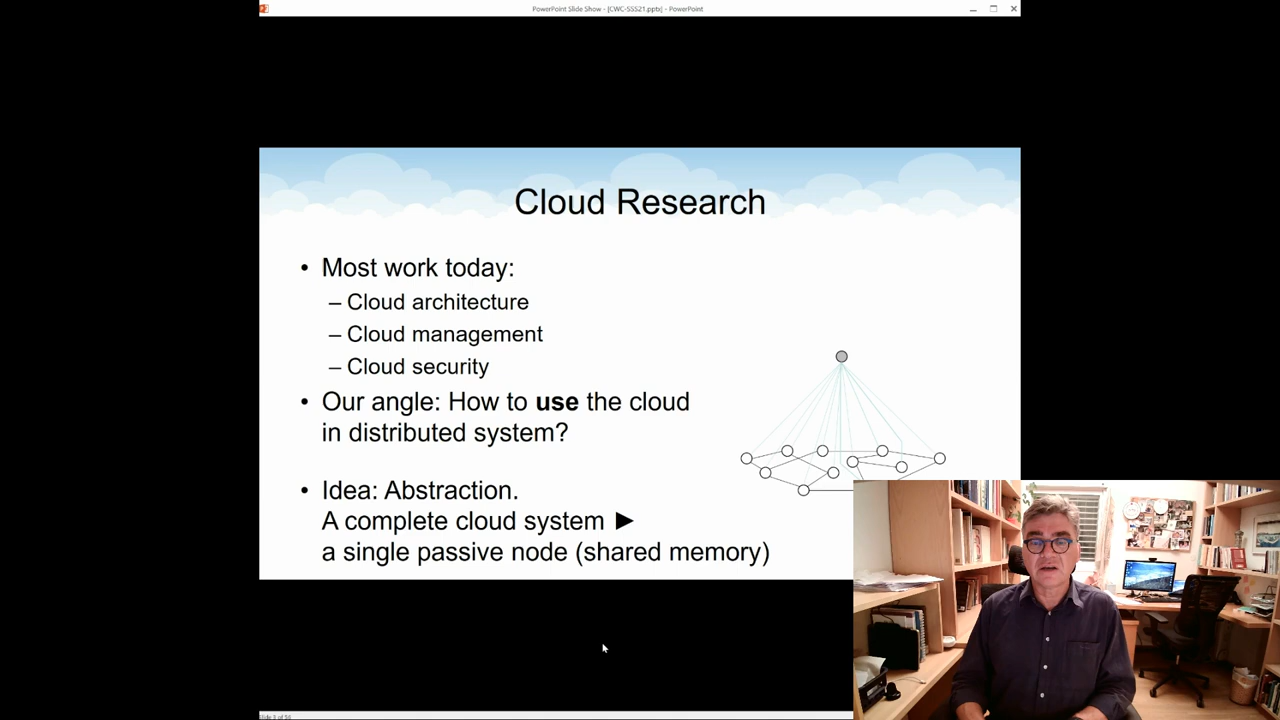 PowerPoint Slide Show - [CWC-SSS21.pptx] - PowerPoint
Cloud Research
• Most work today:
– Cloud architecture
– Cloud management
– Cloud security
• Our angle: How to use the cloud
in distributed system?
• Idea: Abstraction.
A complete cloud system ►
a single passive node (shared memory)